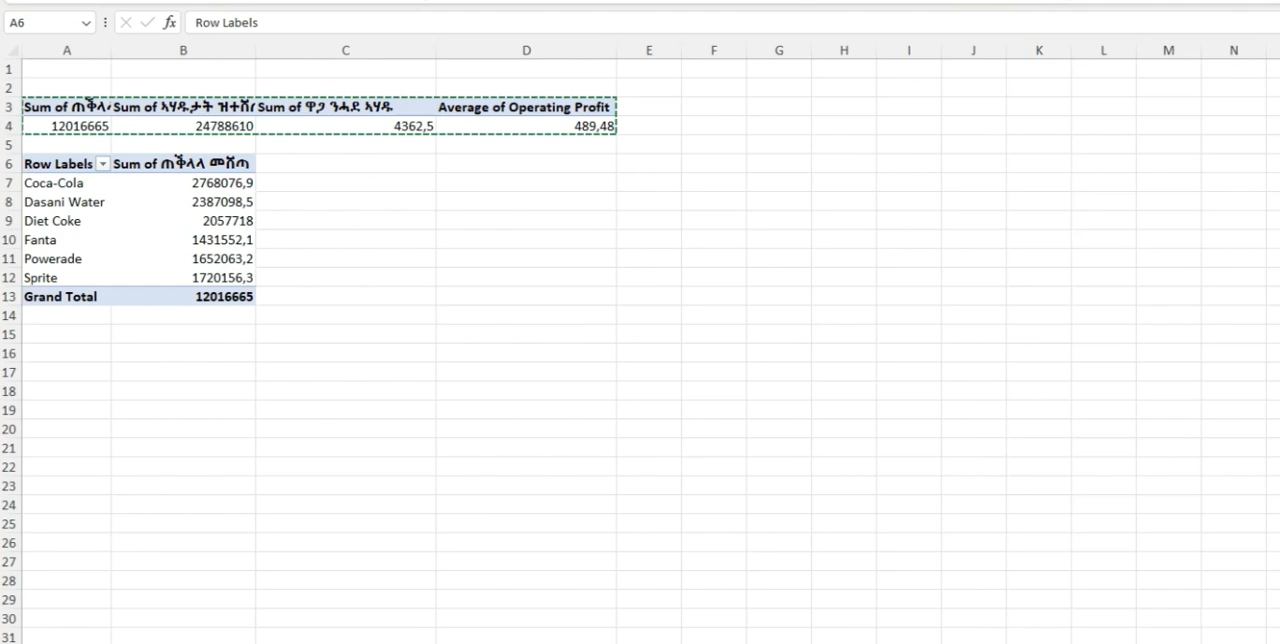 A6 fx Row Labels
A B C D E F G H I J K L M N
1
2
3 Sum of ጠቅላላ Sum of ኣሃዱታት ዝተሸ Sum of ዋጋ ንሓደ ኣሃዱ Average of Operating Profit
4 12016665 24788610 4362,5 489,48
5
6 Row Labels Sum of ጠቅላላ መሸጣ
7 Coca-Cola 2768076,9
8 Dasani Water 2387098,5
9 Diet Coke 2057718
10 Fanta 1431552,1
11 Powerade 1652063,2
12 Sprite 1720156,3
13 Grand Total 12016665
14
15
16
17
18
19
20
21
22
23
24
25
26
27
28
29
30
31